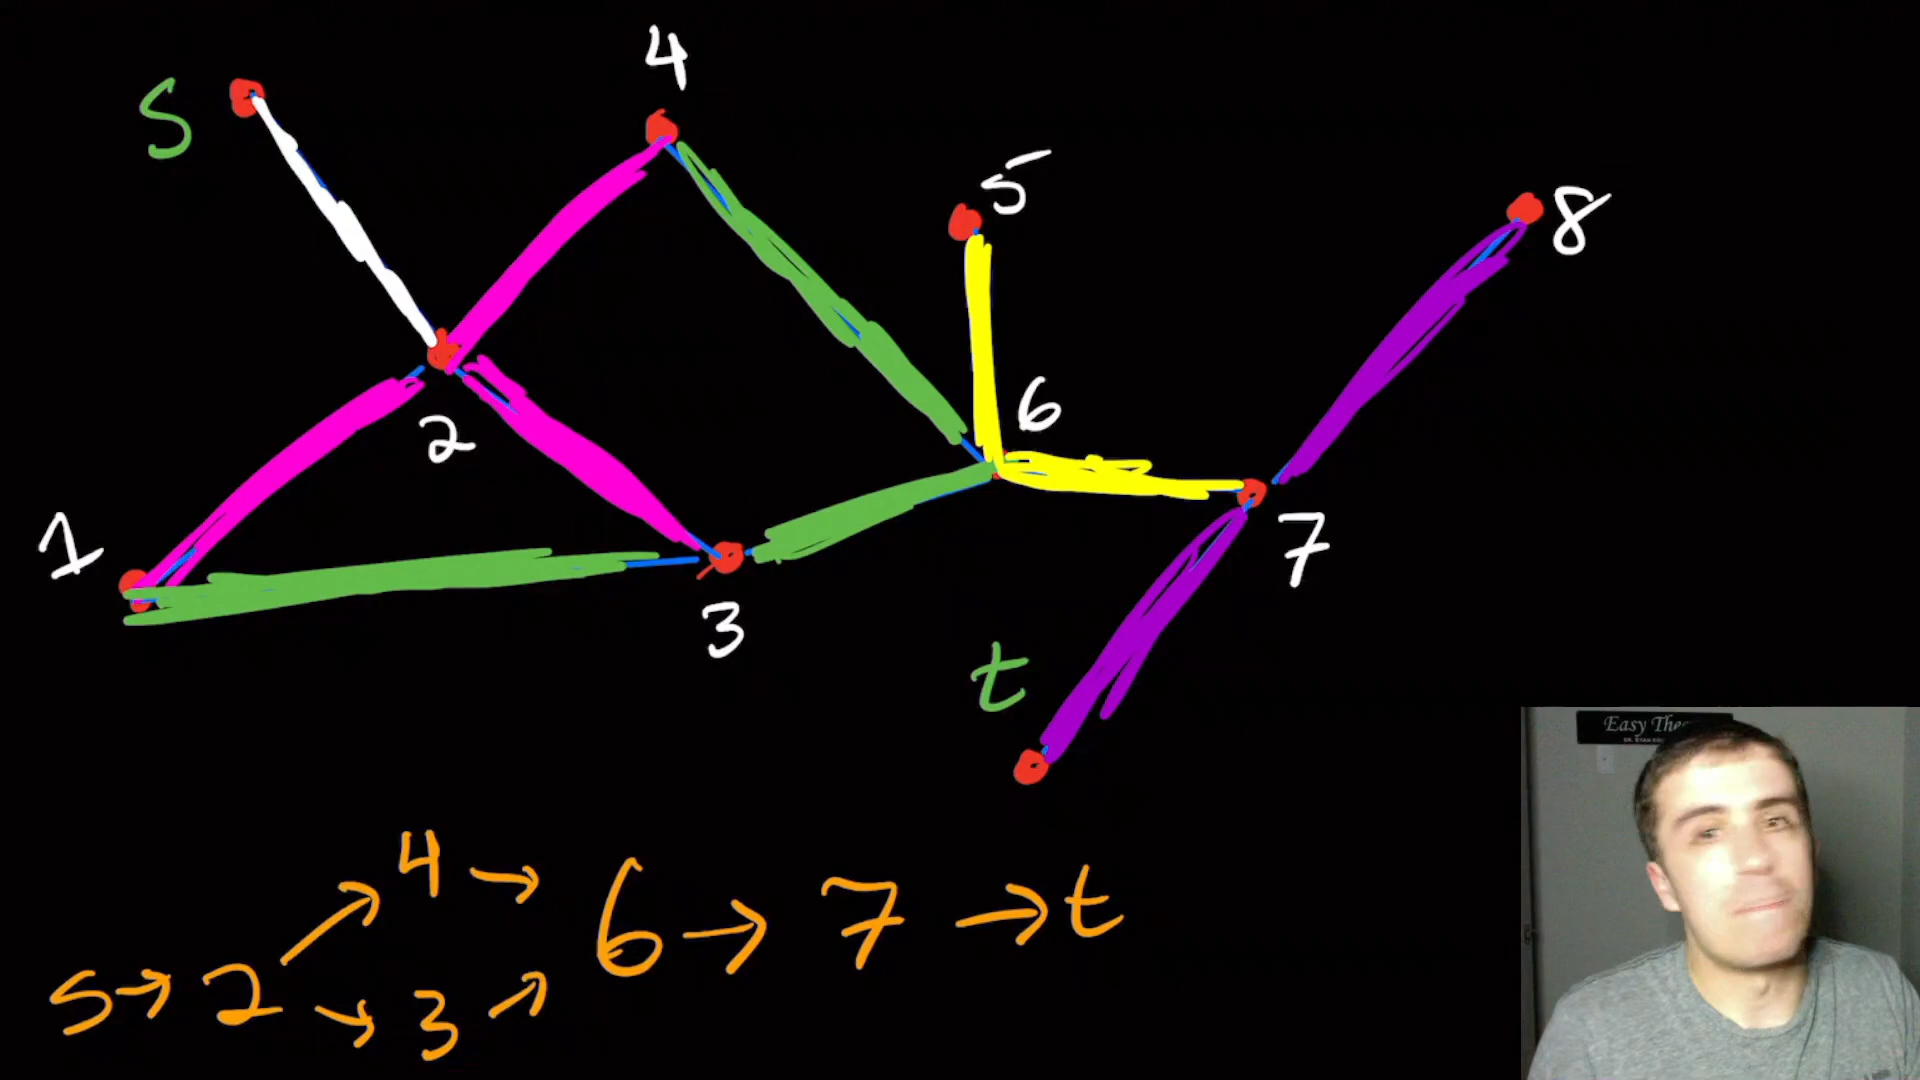 4
S
5
8
6
2
1
7
3
t
Easy The
4 →
6 → 7 → t
s → 2 ↗
↘ 3 ↗